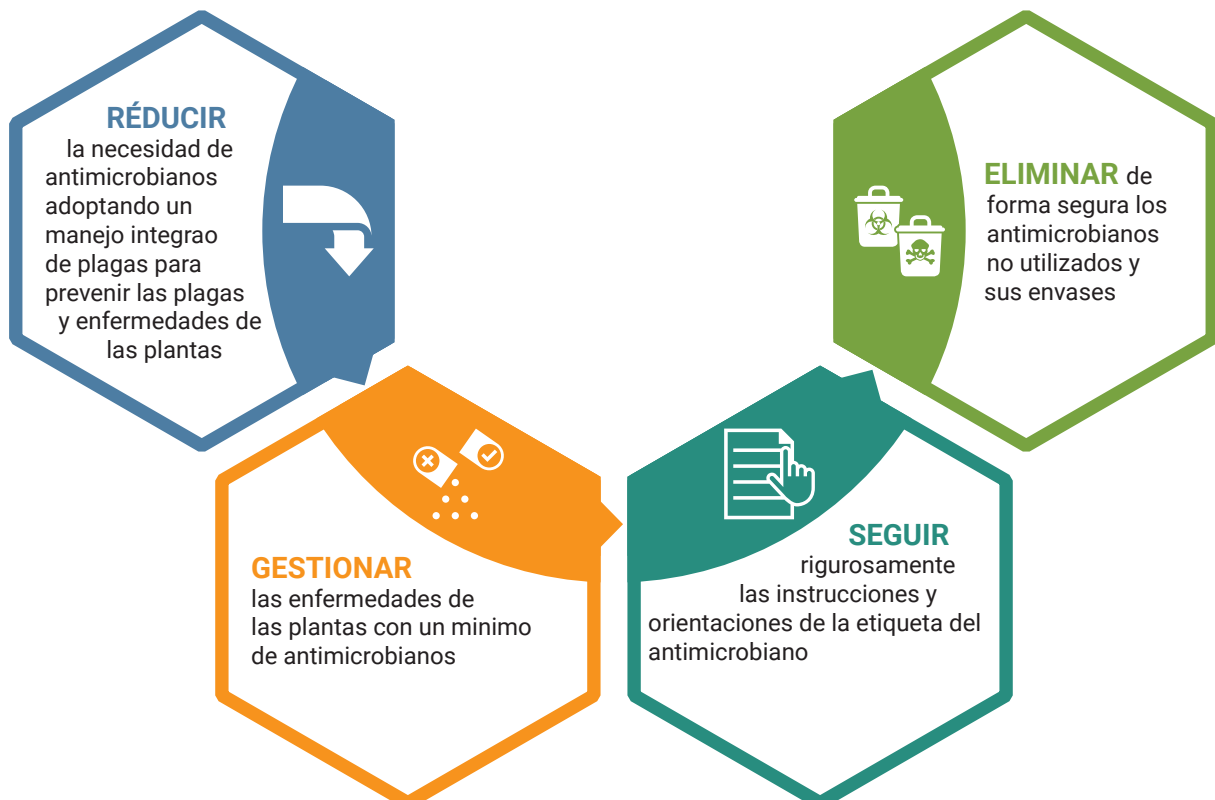 RÉDUCIR
la necesidad de
antimicrobianos
adoptando un
manejo integrao
de plagas para
prevenir las plagas
y enfermedades de
las plantas
GESTIONAR
las enfermedades de
las plantas con un minimo
de antimicrobianos
SEGUIR
rigurosamente
las instrucciones y
orientaciones de la etiqueta del
antimicrobiano
ELIMINAR de
forma segura los
antimicrobianos
no utilizados y
sus envases